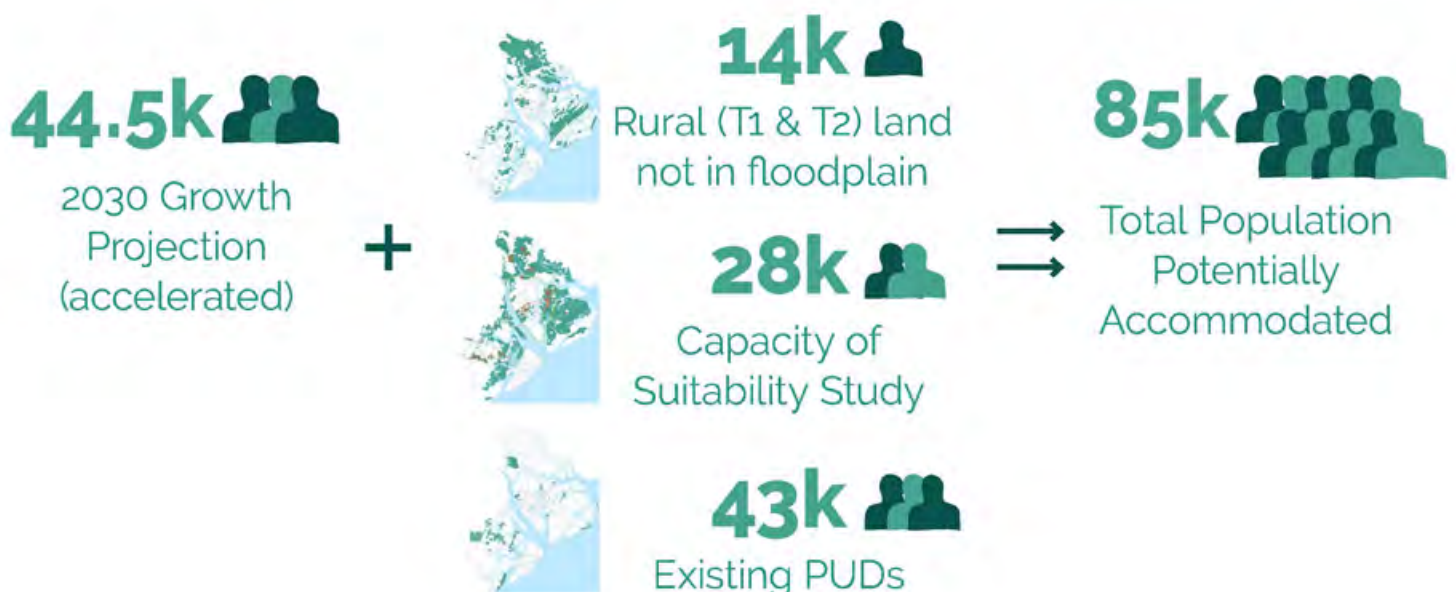 44.5k
2030 Growth
Projection
(accelerated)
+
14k
Rural (T1 & T2) land
not in floodplain
28k
Capacity of
Suitability Study
43k
Existing PUDs
85k
Total Population
Potentially
Accommodated